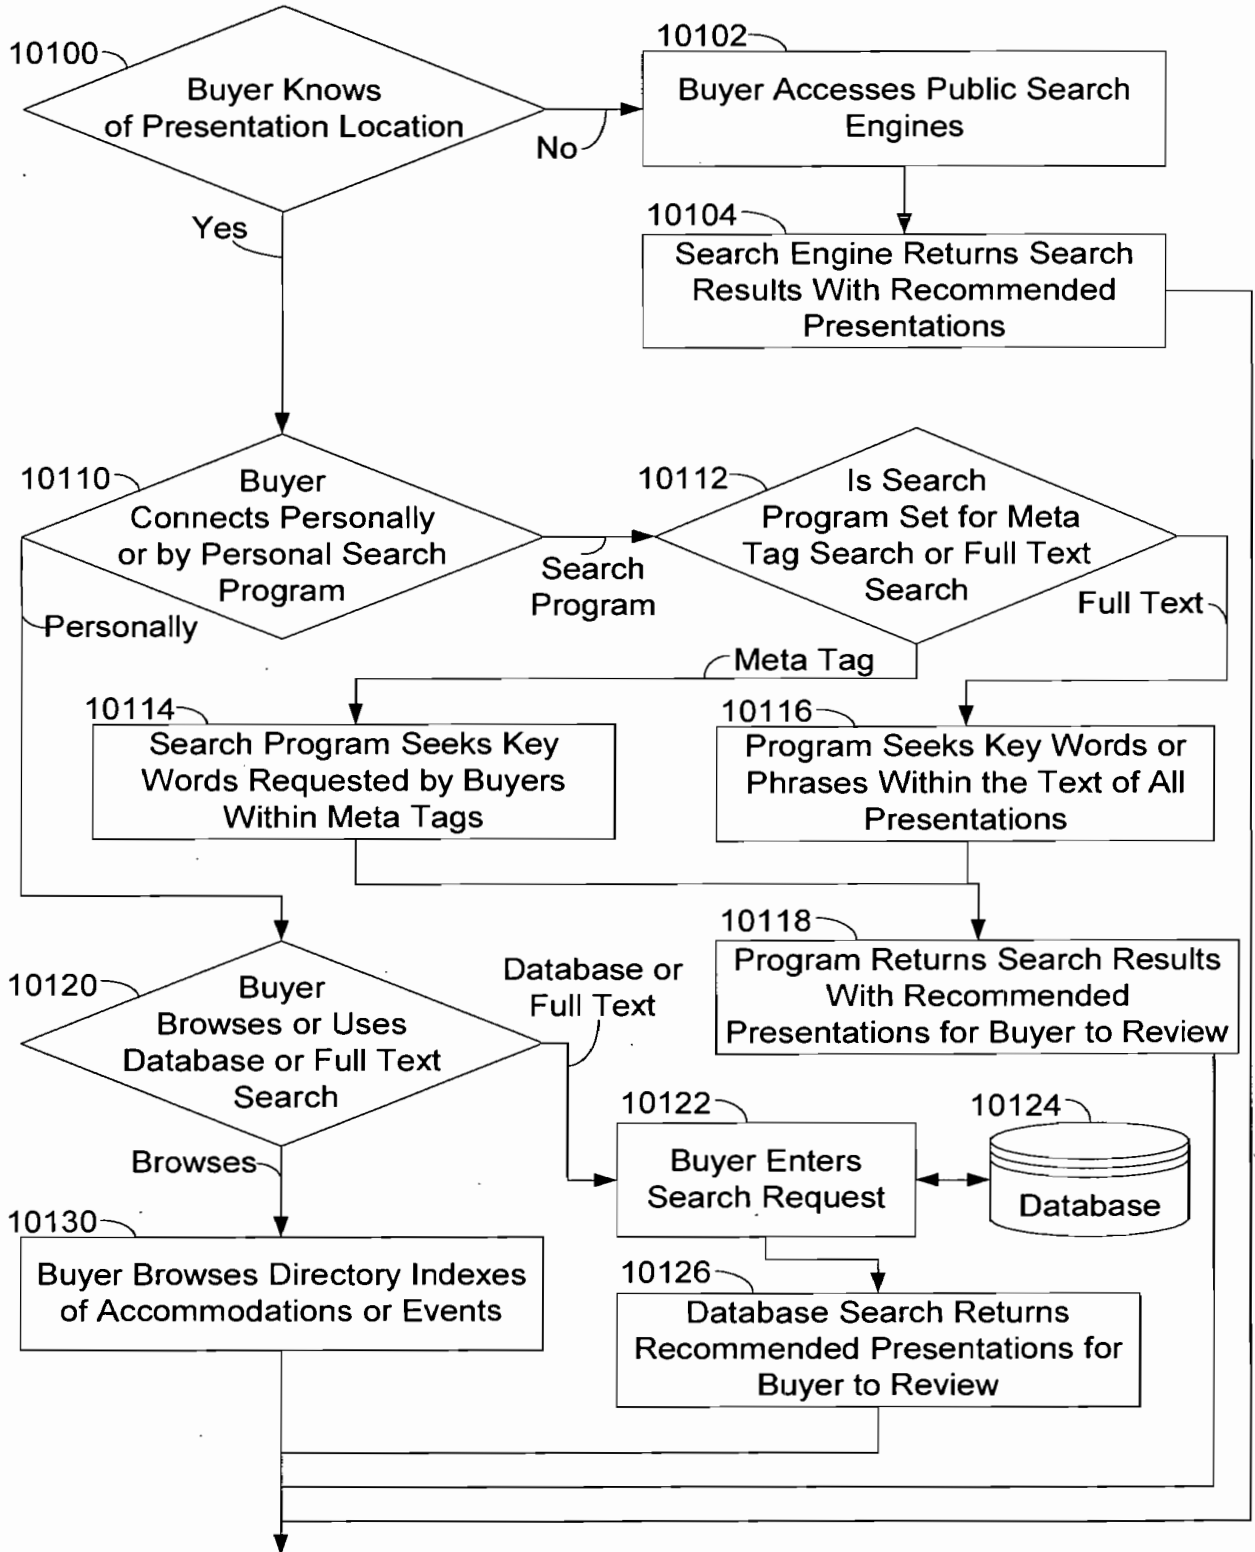 10100
Buyer Knows
of Presentation Location
No
Yes
10102
Buyer Accesses Public Search
Engines
10104
Search Engine Returns Search
Results With Recommended
Presentations
10110
Buyer
Connects Personally
or by Personal Search
Program
Search
Program
Personally
10112
Is Search
Program Set for Meta
Tag Search or Full Text
Search
Full Text
Meta Tag
10114
Search Program Seeks Key
Words Requested by Buyers
Within Meta Tags
10116
Program Seeks Key Words or
Phrases Within the Text of All
Presentations
10118
Program Returns Search Results
With Recommended
Presentations for Buyer to Review
10120
Buyer
Browses or Uses
Database or Full Text
Search
Database or
Full Text
Browses
10122
Buyer Enters
Search Request
10124
Database
10126
Database Search Returns
Recommended Presentations for
Buyer to Review
10130
Buyer Browses Directory Indexes
of Accommodations or Events